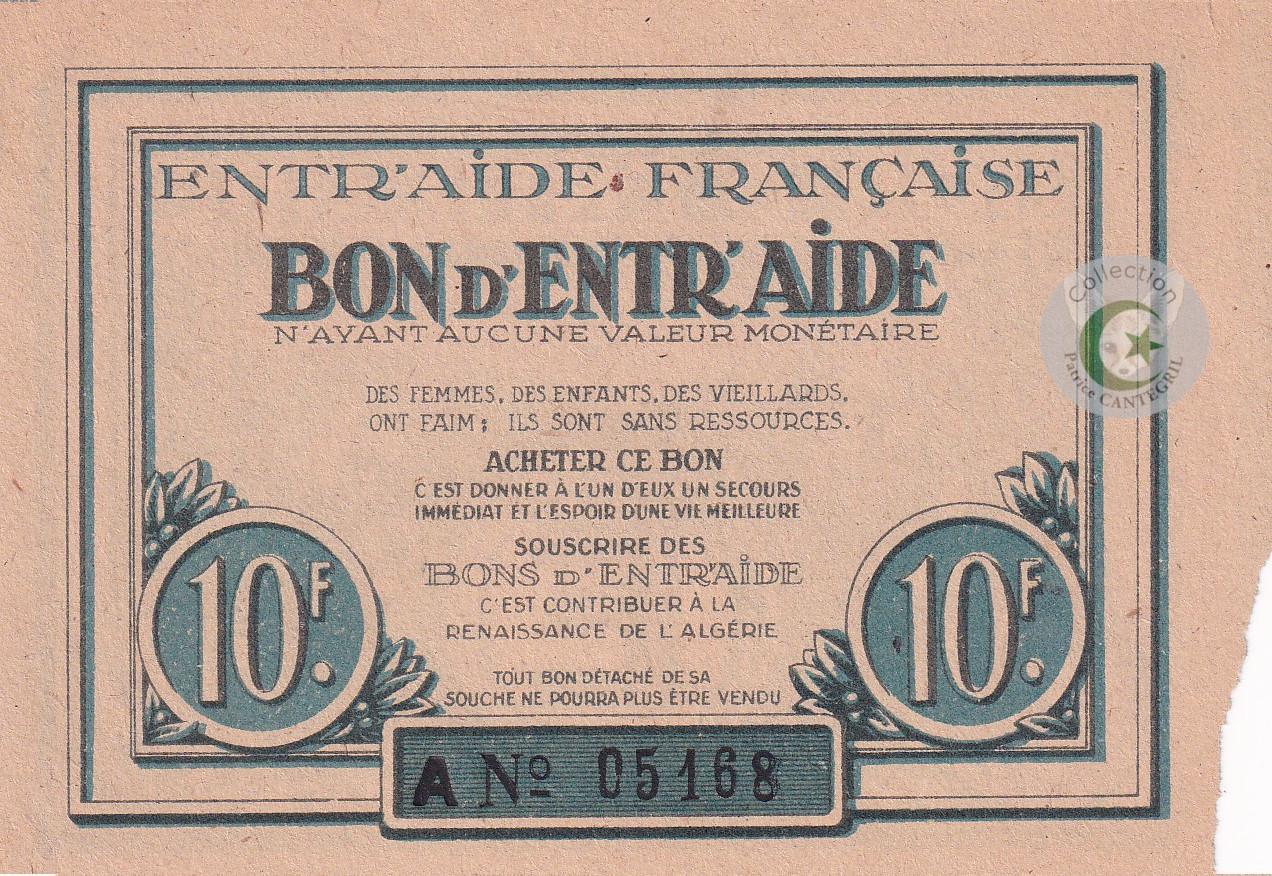 ENTR'AIDE FRANÇAISE
BON D'ENTR'AIDE
N'AYANT AUCUNE VALEUR MONÉTAIRE
DES FEMMES, DES ENFANTS, DES VIEILLARDS,
ONT FAIM; ILS SONT SANS RESSOURCES.
ACHETER CE BON
C'EST DONNER À L'UN D'EUX UN SECOURS
IMMÉDIAT ET L'ESPOIR D'UNE VIE MEILLEURE
SOUSCRIRE DES
BONS D'ENTR'AIDE
C'EST CONTRIBUER À LA
RENAISSANCE DE L'ALGÉRIE
TOUT BON DÉTACHÉ DE SA
SOUCHE NE POURRA PLUS ÊTRE VENDU
10F.
10F.
A No 05168
Collection
Patrice CANTEGRIL